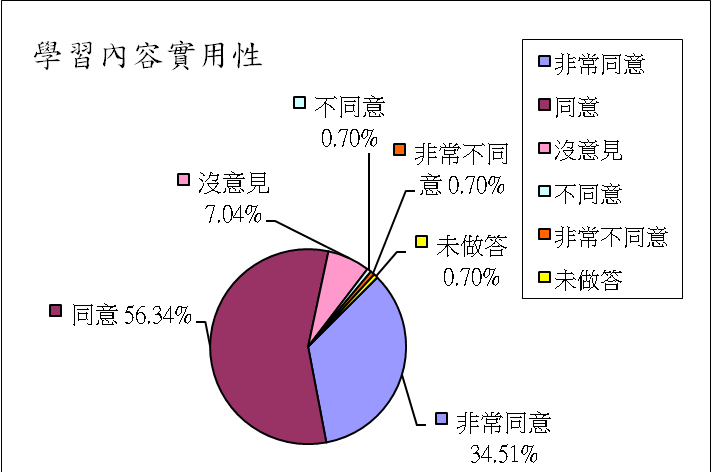 學習內容實用性
不同意
0.70%
非常不同
意 0.70%
沒意見
7.04%
未做答
0.70%
同意 56.34%
非常同意
34.51%
非常同意
同意
沒意見
不同意
非常不同意
未做答